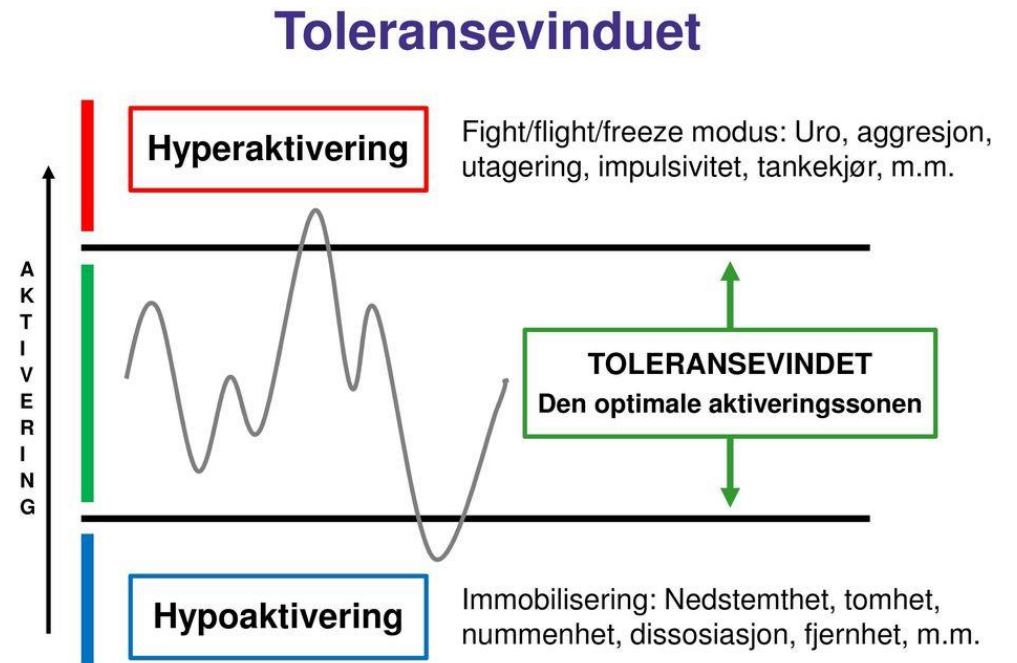 Toleransevinduet
Hyperaktivering
Fight/flight/freeze modus: Uro, aggresjon,
utagering, impulsivitet, tankekjør, m.m.
AKTIVERING
TOLERANSEVINDET
Den optimale aktiveringssonen
Hypoaktivering
Immobilisering: Nedstemthet, tomhet,
nummenhet, dissosiasjon, fjernhet, m.m.